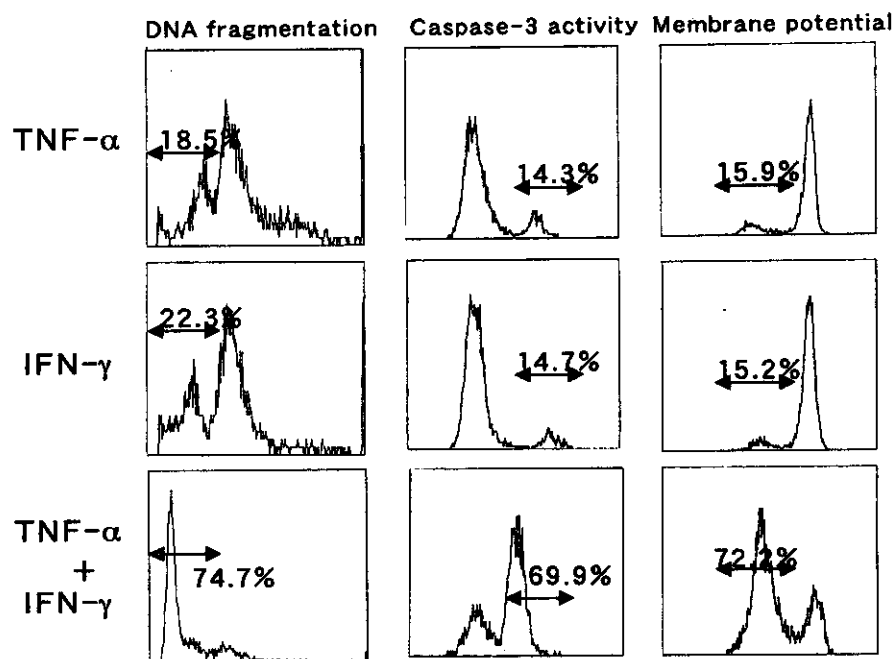 DNA fragmentation Caspase-3 activity Membrane potential
TNF-α
18.5%
14.3%
15.9%
IFN-γ
22.3%
14.7%
15.2%
TNF-α
+
IFN-γ
74.7%
69.9%
72.2%